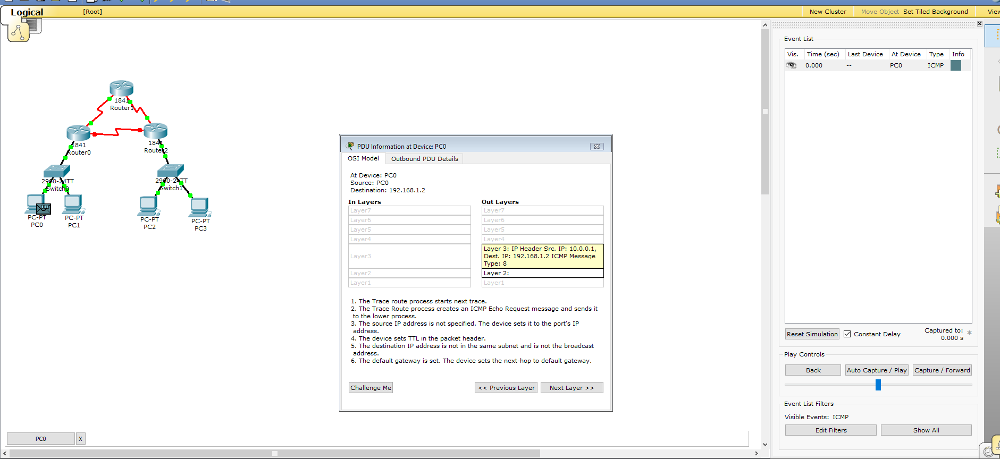 Logical
[Root]
New Cluster
Move Object
Set Tiled Background
View
1841
Router1
1841
Router0
1841
Router2
2960-24TT
Switch0
2960-24TT
Switch1
PC-PT
PC0
PC-PT
PC1
PC-PT
PC2
PC-PT
PC3
PDU Information at Device: PC0
OSI Model
Outbound PDU Details
At Device: PC0
Source: PC0
Destination: 192.168.1.2
In Layers
Out Layers
Layer7
Layer7
Layer6
Layer6
Layer5
Layer5
Layer4
Layer4
Layer3
Layer 3: IP Header Src. IP: 10.0.0.1,
Dest. IP: 192.168.1.2 ICMP Message
Type: 8
Layer2
Layer 2:
Layer1
Layer1
1. The Trace route process starts next trace.
2. The Trace Route process creates an ICMP Echo Request message and sends it
to the lower process.
3. The source IP address is not specified. The device sets it to the port's IP
address.
4. The device sets TTL in the packet header.
5. The destination IP address is not in the same subnet and is not the broadcast
address.
6. The default gateway is set. The device sets the next-hop to default gateway.
Challenge Me
<< Previous Layer
Next Layer >>
PC0
X
Event List
Vis. Time (sec) Last Device At Device Type Info
0.000 -- PC0 ICMP
Reset Simulation
Constant Delay
Captured to: *
0.000 s
Play Controls
Back
Auto Capture / Play
Capture / Forward
Event List Filters
Visible Events: ICMP
Edit Filters
Show All